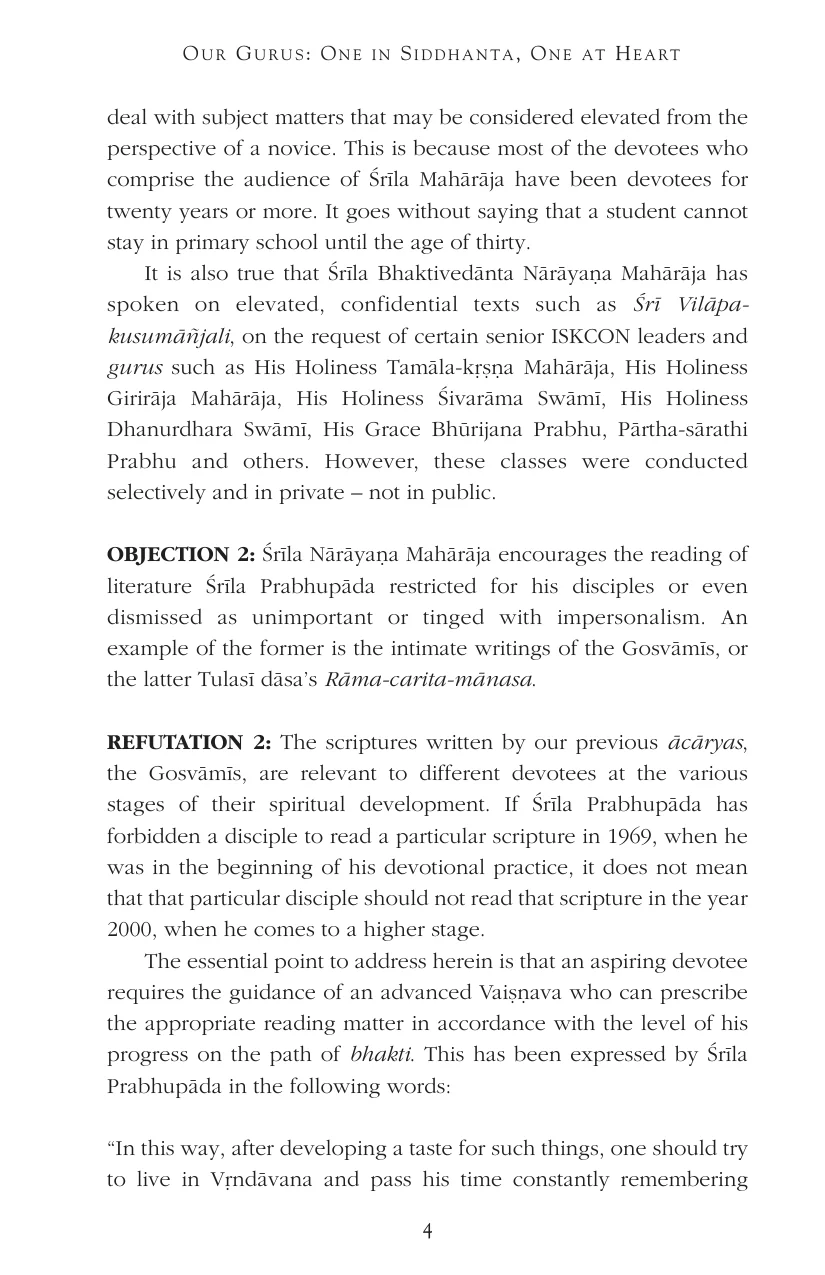 OUR GURUS: ONE IN SIDDHANTA, ONE AT HEART
deal with subject matters that may be considered elevated from the
perspective of a novice. This is because most of the devotees who
comprise the audience of Śrīla Mahārāja have been devotees for
twenty years or more. It goes without saying that a student cannot
stay in primary school until the age of thirty.
It is also true that Śrīla Bhaktivedānta Nārāyaṇa Mahārāja has
spoken on elevated, confidential texts such as Śrī Vilāpa-
kusumāñjali, on the request of certain senior ISKCON leaders and
gurus such as His Holiness Tamāla-kṛṣṇa Mahārāja, His Holiness
Girirāja Mahārāja, His Holiness Śivarāma Swāmī, His Holiness
Dhanurdhara Swāmī, His Grace Bhūrijana Prabhu, Pārtha-sārathi
Prabhu and others. However, these classes were conducted
selectively and in private – not in public.
OBJECTION 2: Śrīla Nārāyaṇa Mahārāja encourages the reading of
literature Śrīla Prabhupāda restricted for his disciples or even
dismissed as unimportant or tinged with impersonalism. An
example of the former is the intimate writings of the Gosvāmīs, or
the latter Tulasī dāsa’s Rāma-carita-mānasa.
REFUTATION 2: The scriptures written by our previous ācāryas,
the Gosvāmīs, are relevant to different devotees at the various
stages of their spiritual development. If Śrīla Prabhupāda has
forbidden a disciple to read a particular scripture in 1969, when he
was in the beginning of his devotional practice, it does not mean
that that particular disciple should not read that scripture in the year
2000, when he comes to a higher stage.
The essential point to address herein is that an aspiring devotee
requires the guidance of an advanced Vaiṣṇava who can prescribe
the appropriate reading matter in accordance with the level of his
progress on the path of bhakti. This has been expressed by Śrīla
Prabhupāda in the following words:
“In this way, after developing a taste for such things, one should try
to live in Vṛndāvana and pass his time constantly remembering
4